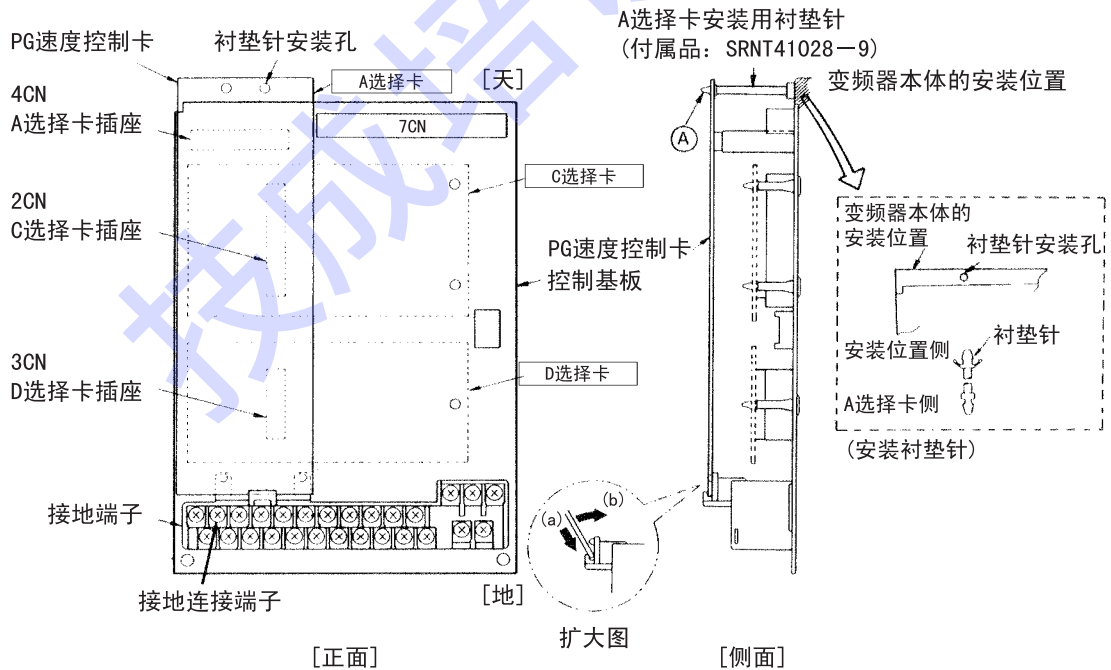 A选择卡安装用衬垫针
(付属品：SRNT41028－9)
PG速度控制卡
衬垫针安装孔
A选择卡
[天]
变频器本体的安装位置
4CN
A选择卡插座
7CN
A
C选择卡
2CN
C选择卡插座
PG速度控制卡
控制基板
变频器本体的
安装位置
衬垫针安装孔
衬垫针
安装位置侧
A选择卡侧
(安装衬垫针)
3CN
D选择卡插座
D选择卡
接地端子
(a)
(b)
接地连接端子
[地]
扩大图
[正面]
[侧面]
技成培